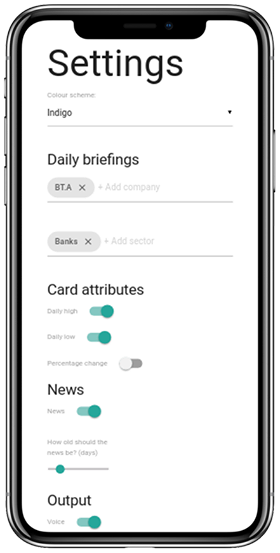 Settings
Colour scheme:
Indigo
Daily briefings
BT.A × + Add company
Banks × + Add sector
Card attributes
Daily high
Daily low
Percentage change
News
News
How old should the
news be? (days)
Output
Voice